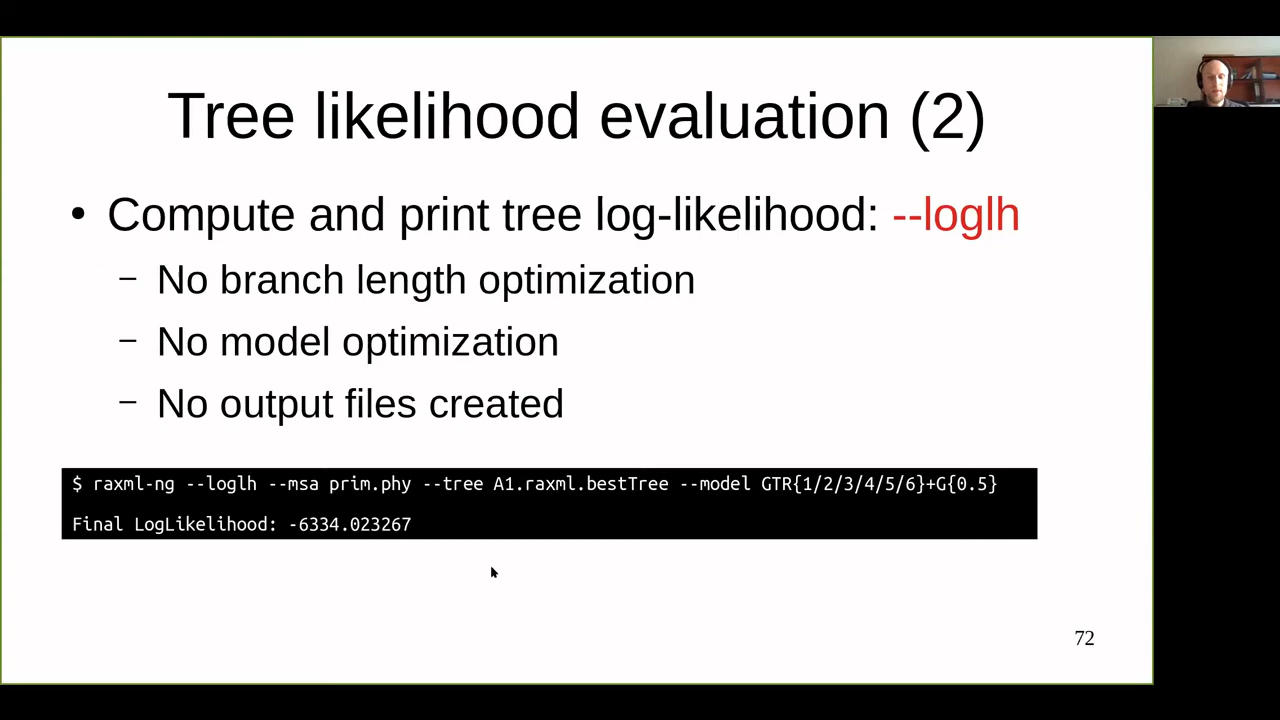 Tree likelihood evaluation (2)
• Compute and print tree log-likelihood: --loglh
– No branch length optimization
– No model optimization
– No output files created
$ raxml-ng --loglh --msa prim.phy --tree A1.raxml.bestTree --model GTR{1/2/3/4/5/6}+G{0.5}
Final LogLikelihood: -6334.023267
72